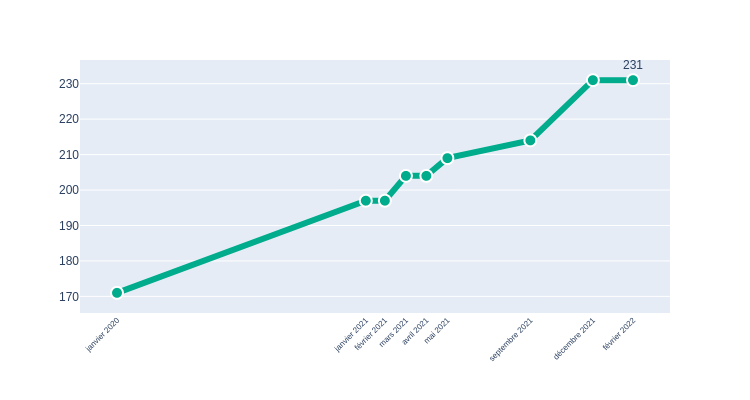 231
230
220
210
200
190
180
170
janvier 2020
janvier 2021
février 2021
mars 2021
avril 2021
mai 2021
septembre 2021
décembre 2021
février 2022